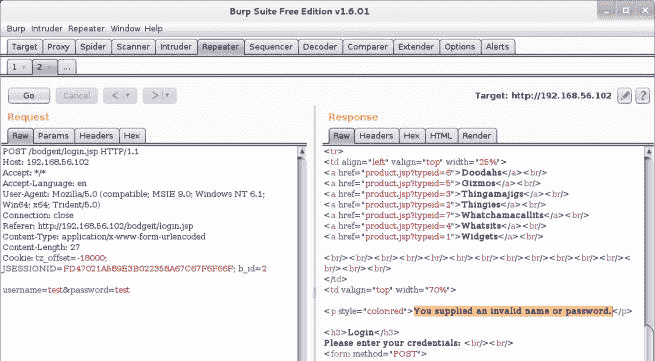 Burp Suite Free Edition v1.6.01
Burp Intruder Repeater Window Help
Target Proxy Spider Scanner Intruder Repeater Sequencer Decoder Comparer Extender Options Alerts
1 × 2 × ...
Go Cancel < > Target: http://192.168.56.102 ?
Request
Raw Params Headers Hex
POST /bodgeit/login.jsp HTTP/1.1
Host: 192.168.56.102
Accept: */*
Accept-Language: en
User-Agent: Mozilla/5.0 (compatible; MSIE 9.0; Windows NT 6.1;
Win64; x64; Trident/5.0)
Connection: close
Referer: http://192.168.56.102/bodgeit/login.jsp
Content-Type: application/x-www-form-urlencoded
Content-Length: 27
Cookie: tz_offset=-18000;
b_id=2
username=test&password=test
Response
Raw Headers Hex HTML Render
<tr>
<td align="left" valign="top" width="25%">
<a href="product.jsp?typeid=6">Doodahs</a><br/>
<a href="product.jsp?typeid=5">Gizmos</a><br/>
<a href="product.jsp?typeid=3">Thingamajigs</a><br/>
<a href="product.jsp?typeid=2">Thingies</a><br/>
<a href="product.jsp?typeid=7">Whatchamacallits</a><br/>
<a href="product.jsp?typeid=4">Whatsits</a><br/>
<a href="product.jsp?typeid=1">Widgets</a><br/>
<br/><br/><br/><br/><br/><br/><br/><br/><br/><br/><br/><
br/><br/><br/>
</td>
<td valign="top" width="70%">
<p style="color:red">You supplied an invalid name or password.</p>
<h3>Login</h3>
Please enter your credentials: <br/><br/>
<form method="POST">